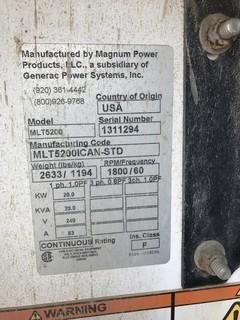 Manufactured by Magnum Power
Products, LLC., a subsidiary of
Generac Power Systems, Inc.
(920) 361-4442
(800)926-9768
Country of Origin
USA
Model
Serial Number
MLT5200
1311294
Manufacturing Code
MLT5200ICAN-STD
Weight (lbs/kg)
RPM/Frequency
2633/ 1194
1800/60
1 ph. 1.0PF
3 ph. 0.8PF
3ph. 1.0PF
KW
20.0
KVA
20.0
V
240
A
83
CONTINUOUS Rating
Ins. Class
F
WARNING